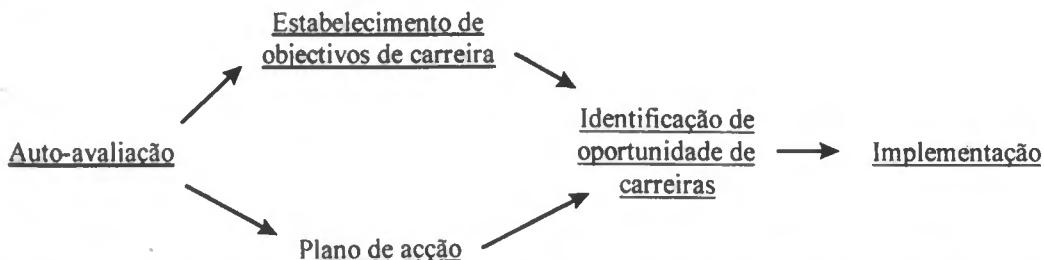 Estabelecimento de
objectivos de carreira
Auto-avaliação
Identificação de
oportunidade de
carreiras
Implementação
Plano de acção